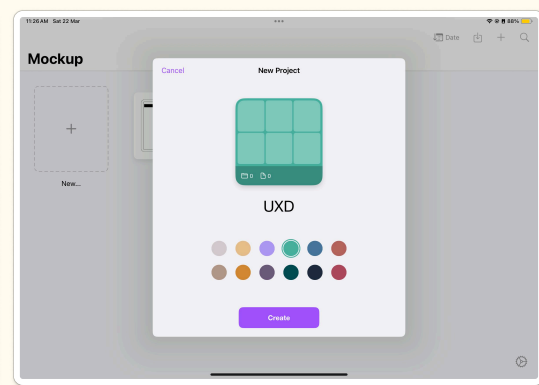 11:26 AM Sat 22 Mar
88%
Date
Mockup
Cancel
New Project
0 0
UXD
New...
Create